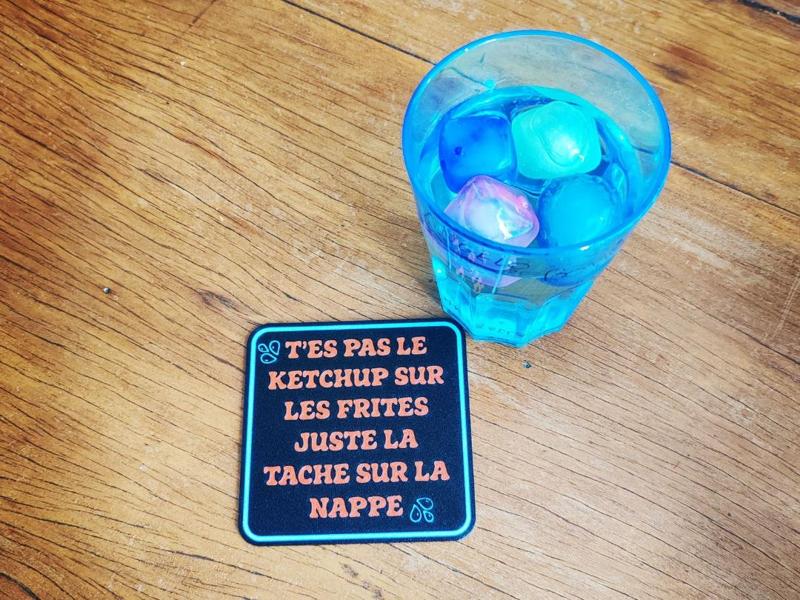 T'ES PAS LE
KETCHUP SUR
LES FRITES
JUSTE LA
TACHE SUR LA
NAPPE